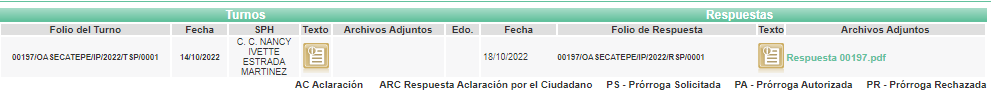 Turnos Respuestas
Folio del Turno Fecha SPH Texto Archivos Adjuntos Edo. Fecha Folio de Respuesta Texto Archivos Adjuntos
00197/OASECATEPE/IP/2022/TSP/0001 14/10/2022 C. C. NANCY IVETTE ESTRADA MARTINEZ 18/10/2022 00197/OASECATEPE/IP/2022/RSP/0001 Respuesta 00197.pdf
AC Aclaración ARC Respuesta Aclaración por el Ciudadano PS - Prórroga Solicitada PA - Prórroga Autorizada PR - Prórroga Rechazada